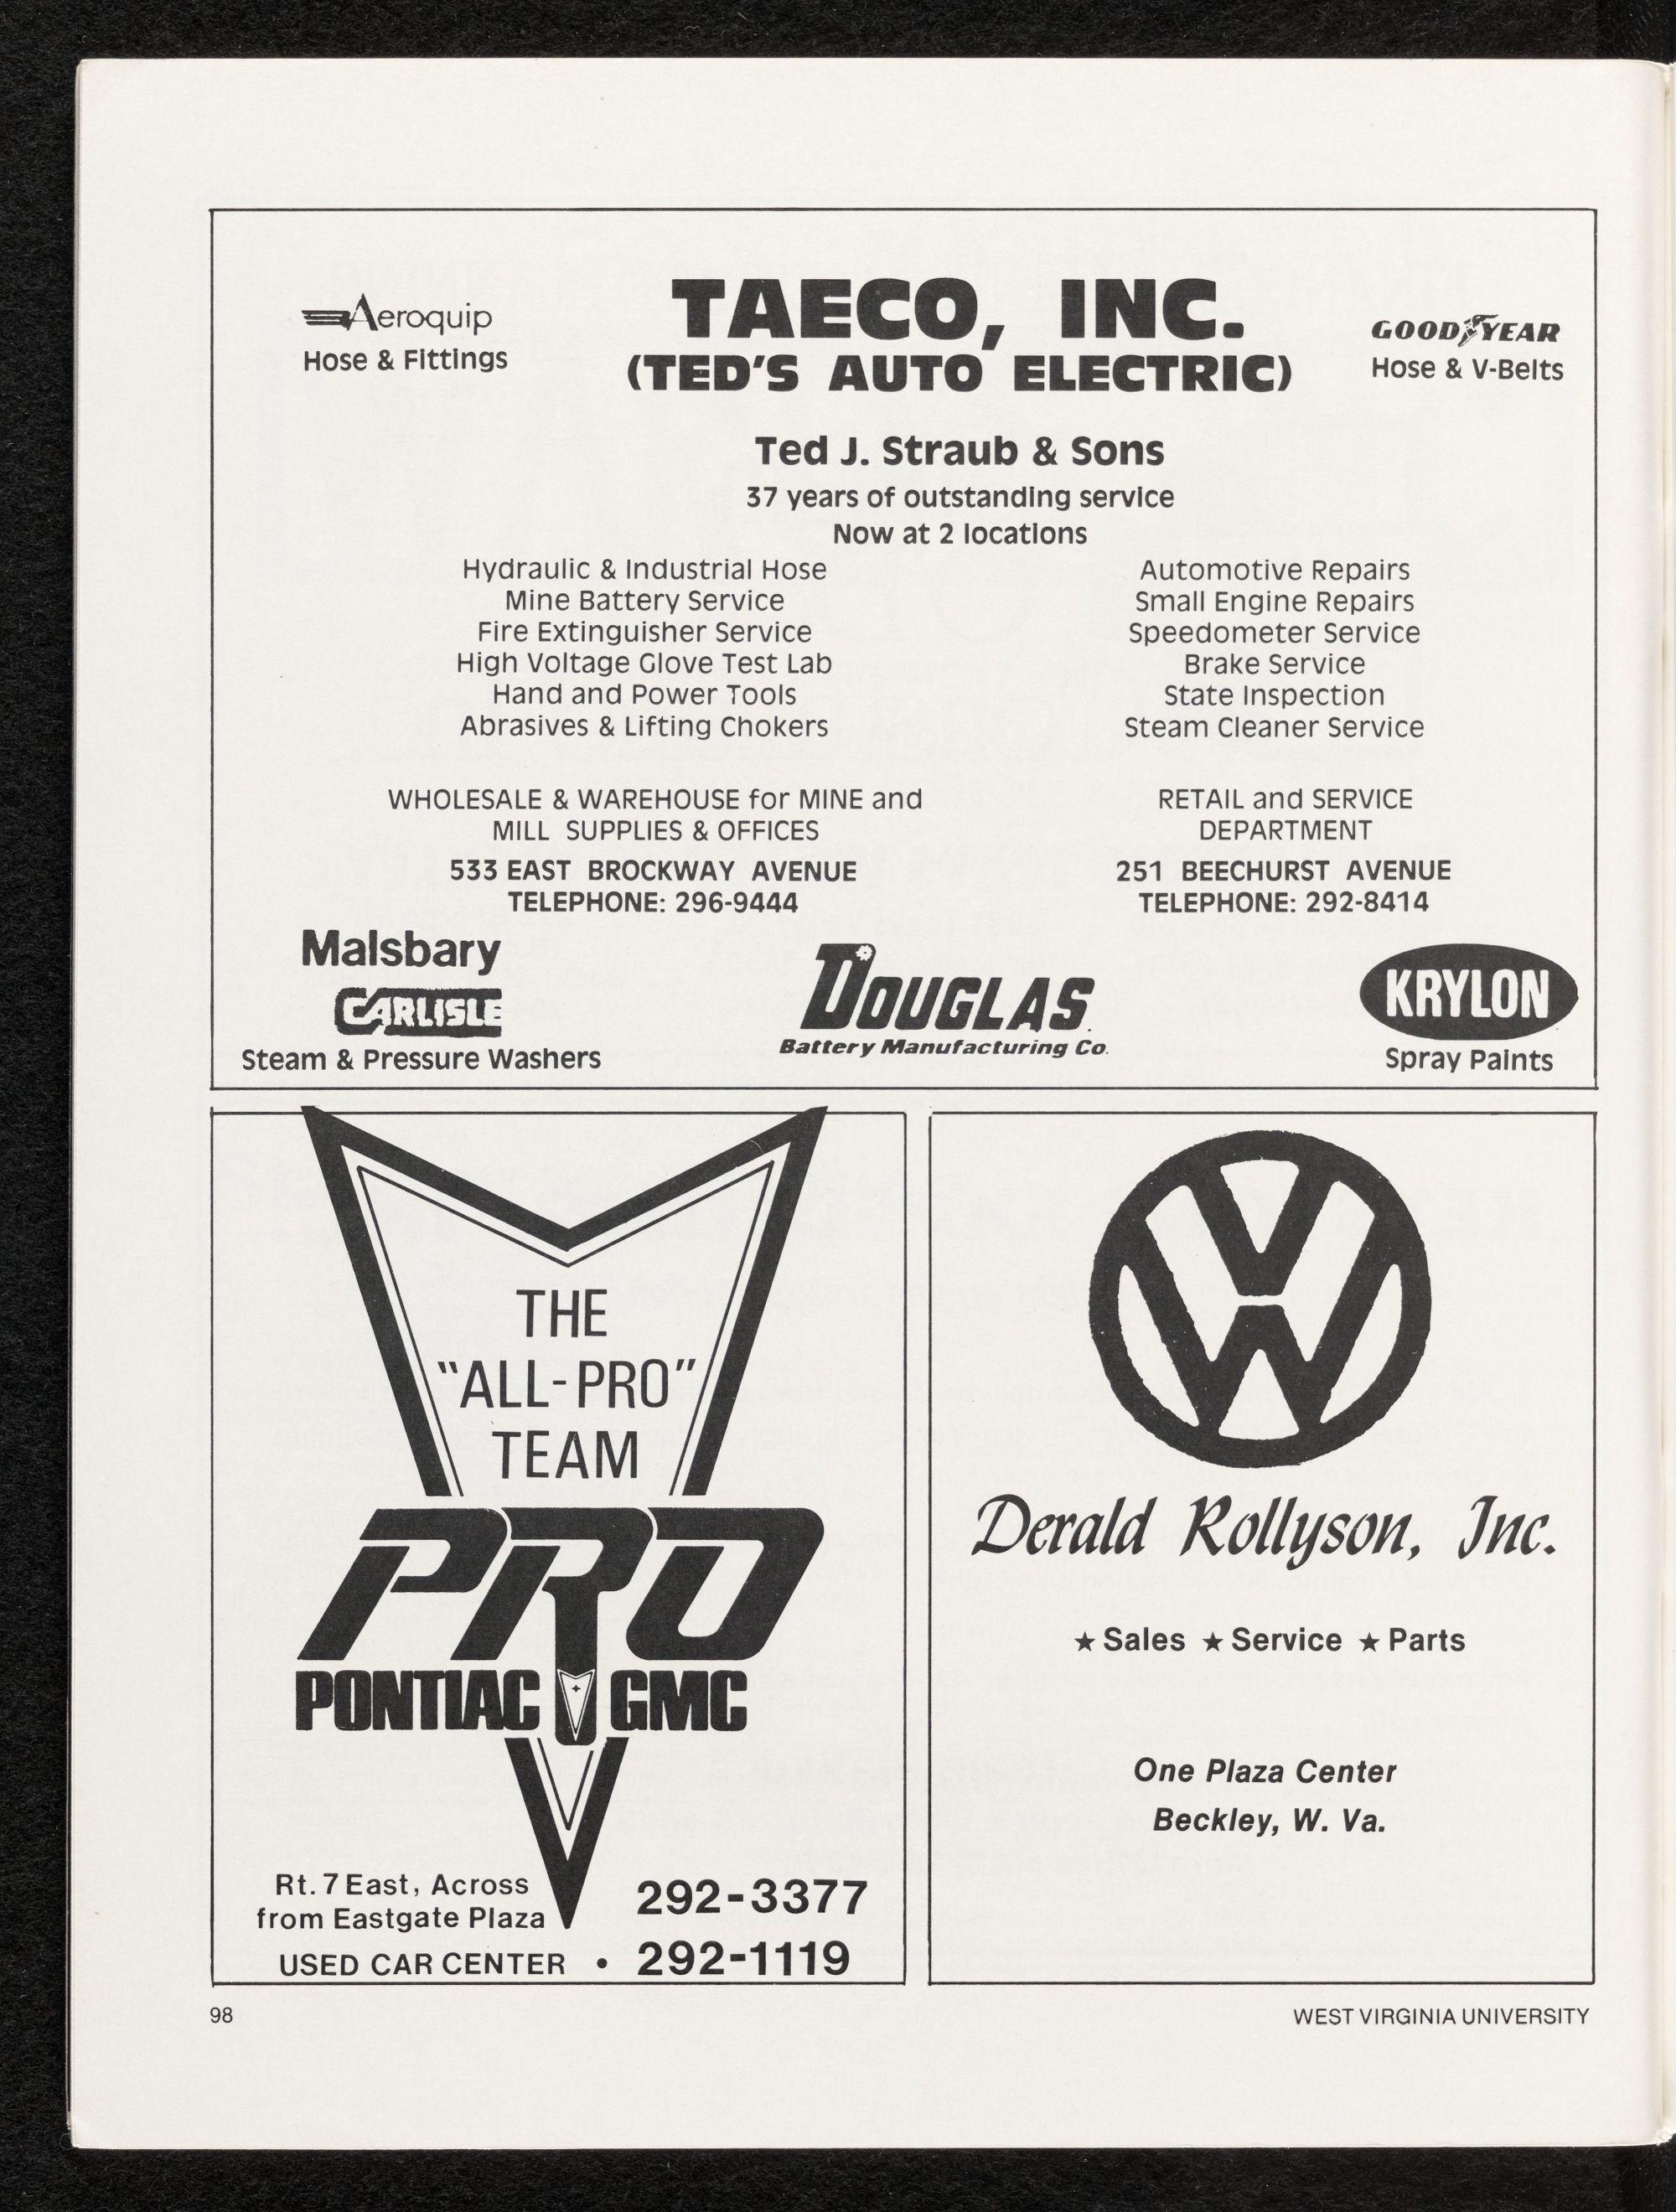 Aeroquip
Hose & Fittings
TAECO, INC.
(TED'S AUTO ELECTRIC)
GOODYEAR
Hose & V-Belts
Ted J. Straub & Sons
37 years of outstanding service
Now at 2 locations
Hydraulic & Industrial Hose
Mine Battery Service
Fire Extinguisher Service
High Voltage Glove Test Lab
Hand and Power Tools
Abrasives & Lifting Chokers
Automotive Repairs
Small Engine Repairs
Speedometer Service
Brake Service
State Inspection
Steam Cleaner Service
WHOLESALE & WAREHOUSE for MINE and
MILL SUPPLIES & OFFICES
533 EAST BROCKWAY AVENUE
TELEPHONE: 296-9444
RETAIL and SERVICE
DEPARTMENT
251 BEECHURST AVENUE
TELEPHONE: 292-8414
Malsbary
CARLISLE
Steam & Pressure Washers
DOUGLAS
Battery Manufacturing Co.
KRYLON
Spray Paints
THE
"ALL-PRO"
TEAM
PRO
PONTIAC GMC
Rt. 7 East, Across
from Eastgate Plaza
292-3377
USED CAR CENTER • 292-1119
VW
Derald Rollyson, Inc.
★ Sales ★ Service ★ Parts
One Plaza Center
Beckley, W. Va.
98
WEST VIRGINIA UNIVERSITY